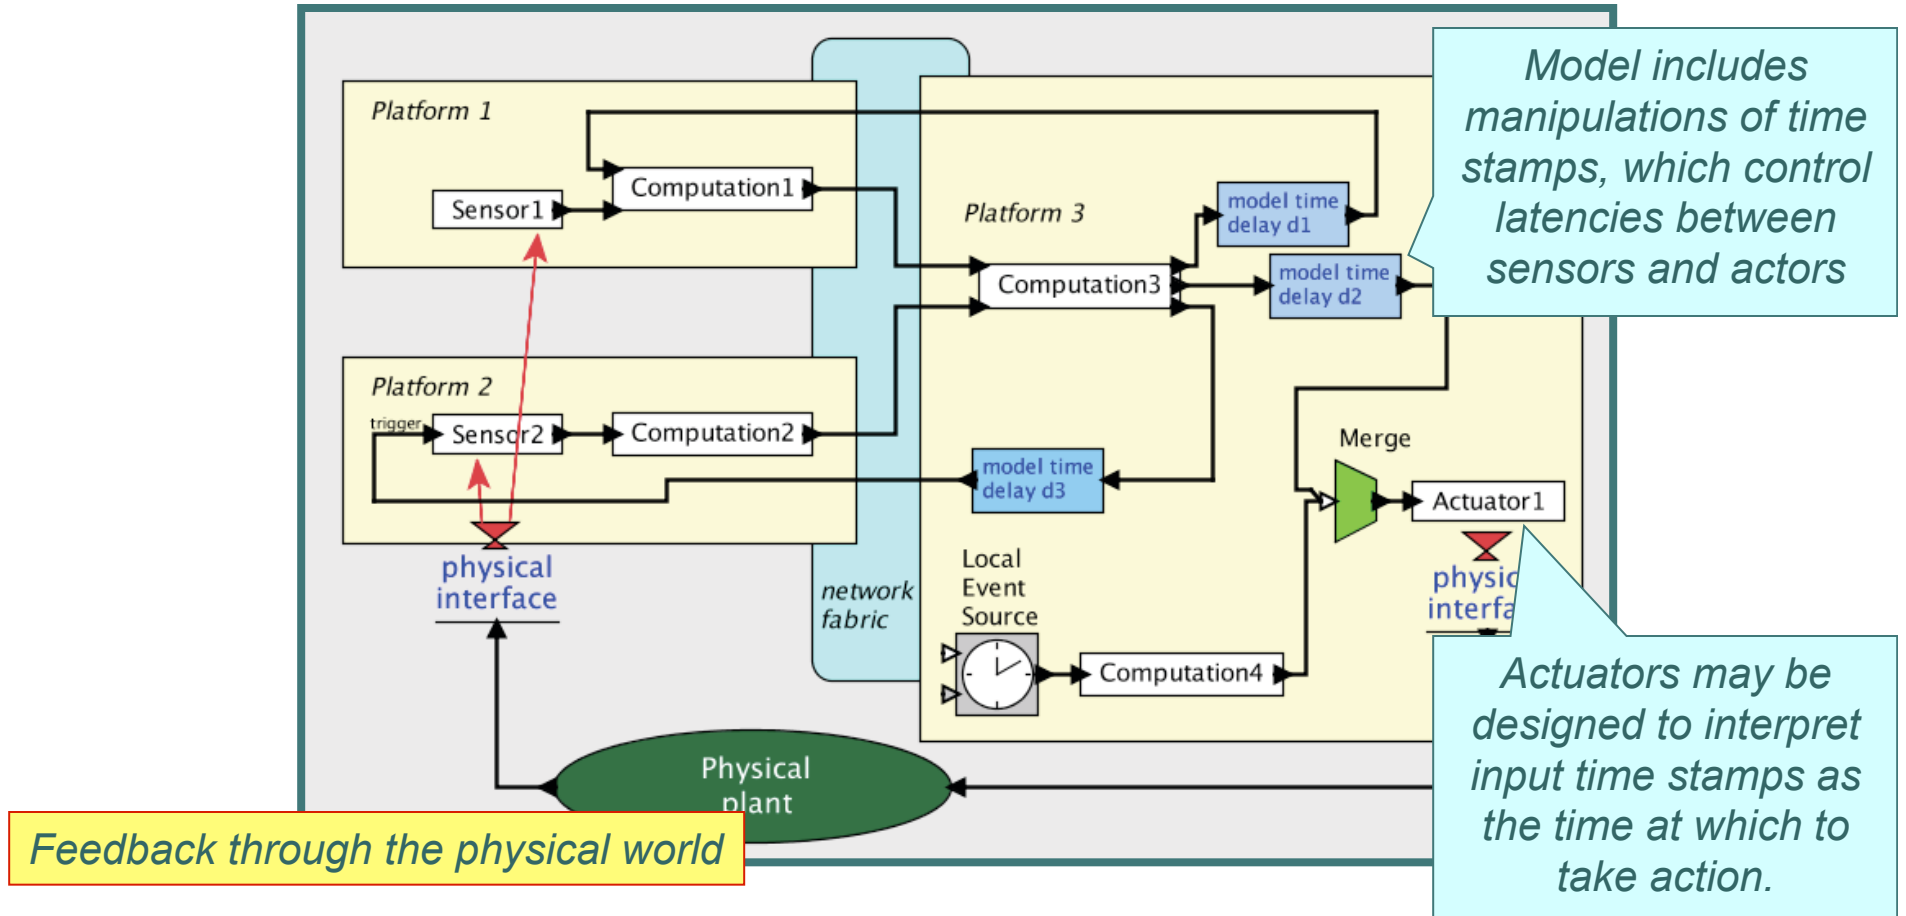 Platform 1
Computation1
Sensor1
Platform 2
trigger
Sensor2
Computation2
physical
interface
network
fabric
Platform 3
model time
delay d1
model time
delay d2
Computation3
model time
delay d3
Merge
Actuator1
Local
Event
Source
Computation4
physic
interfa
Physical
plant
Model includes
manipulations of time
stamps, which control
latencies between
sensors and actors
Actuators may be
designed to interpret
input time stamps as
the time at which to
take action.
Feedback through the physical world